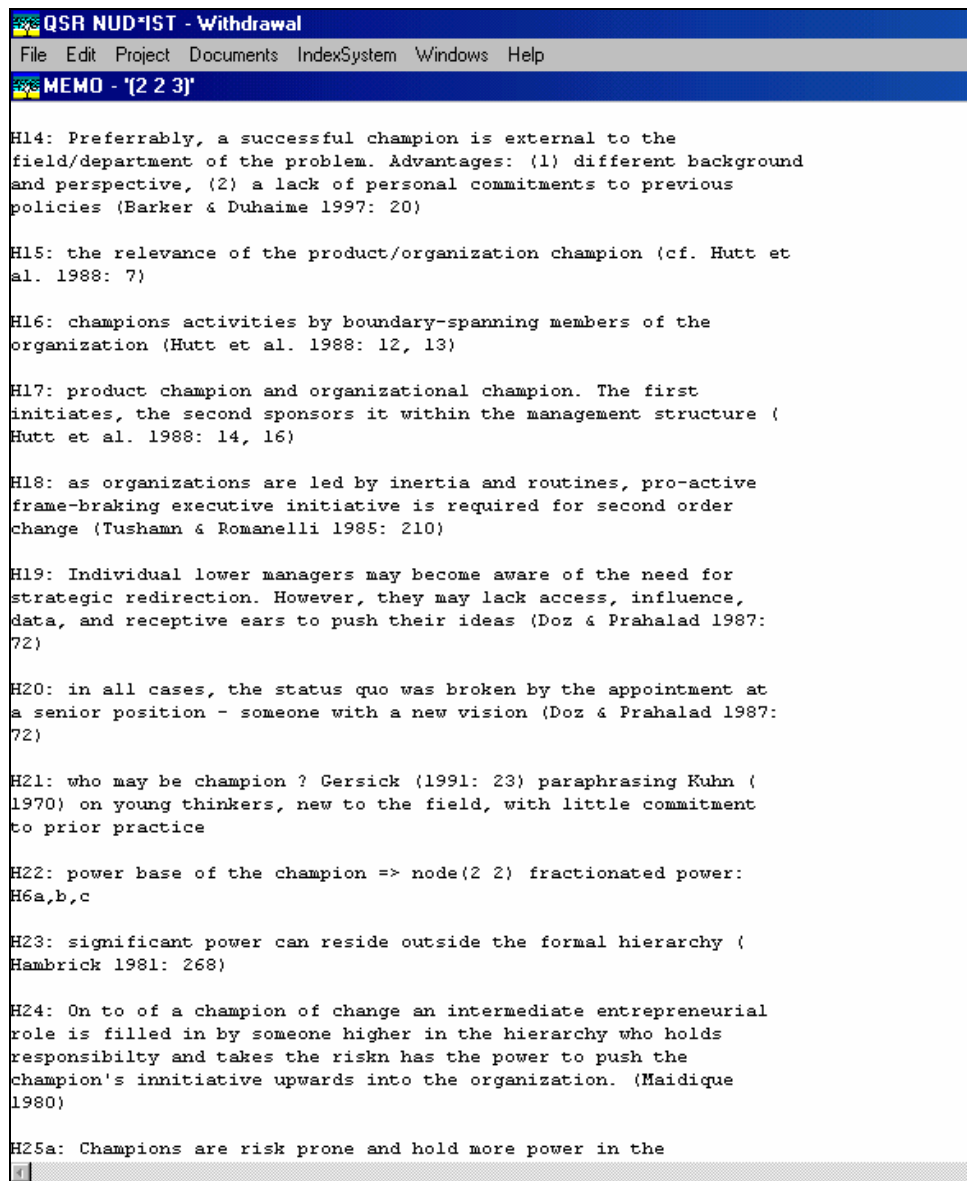 QSR NUD*IST - Withdrawal
File Edit Project Documents IndexSystem Windows Help
MEMO - '(2 2 3)'
H14: Preferrably, a successful champion is external to the
field/department of the problem. Advantages: (1) different background
and perspective, (2) a lack of personal commitments to previous
policies (Barker & Duhaime 1997: 20)
H15: the relevance of the product/organization champion (cf. Hutt et
al. 1988: 7)
H16: champions activities by boundary-spanning members of the
organization (Hutt et al. 1988: 12, 13)
H17: product champion and organizational champion. The first
initiates, the second sponsors it within the management structure (
Hutt et al. 1988: 14, 16)
H18: as organizations are led by inertia and routines, pro-active
frame-braking executive initiative is required for second order
change (Tushamn & Romanelli 1985: 210)
H19: Individual lower managers may become aware of the need for
strategic redirection. However, they may lack access, influence,
data, and receptive ears to push their ideas (Doz & Prahalad 1987:
72)
H20: in all cases, the status quo was broken by the appointment at
a senior position - someone with a new vision (Doz & Prahalad 1987:
72)
H21: who may be champion ? Gersick (1991: 23) paraphrasing Kuhn (
1970) on young thinkers, new to the field, with little commitment
to prior practice
H22: power base of the champion => node(2 2) fractionated power:
H6a,b,c
H23: significant power can reside outside the formal hierarchy (
Hambrick 1981: 268)
H24: On to of a champion of change an intermediate entrepreneurial
role is filled in by someone higher in the hierarchy who holds
responsibilty and takes the riskn has the power to push the
champion's innitiative upwards into the organization. (Maidique
1980)
H25a: Champions are risk prone and hold more power in the